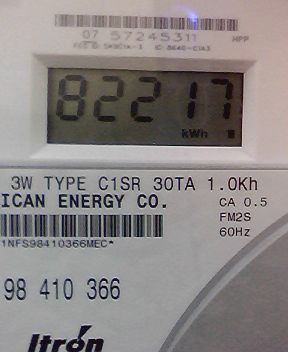 07 57245311 HPP
82217
kWh
3W TYPE C1SR 30TA 1.0Kh
ICAN ENERGY CO. CA 0.5
FM2S
1NFS98410366MEC* 60Hz
98 410 366
Itron